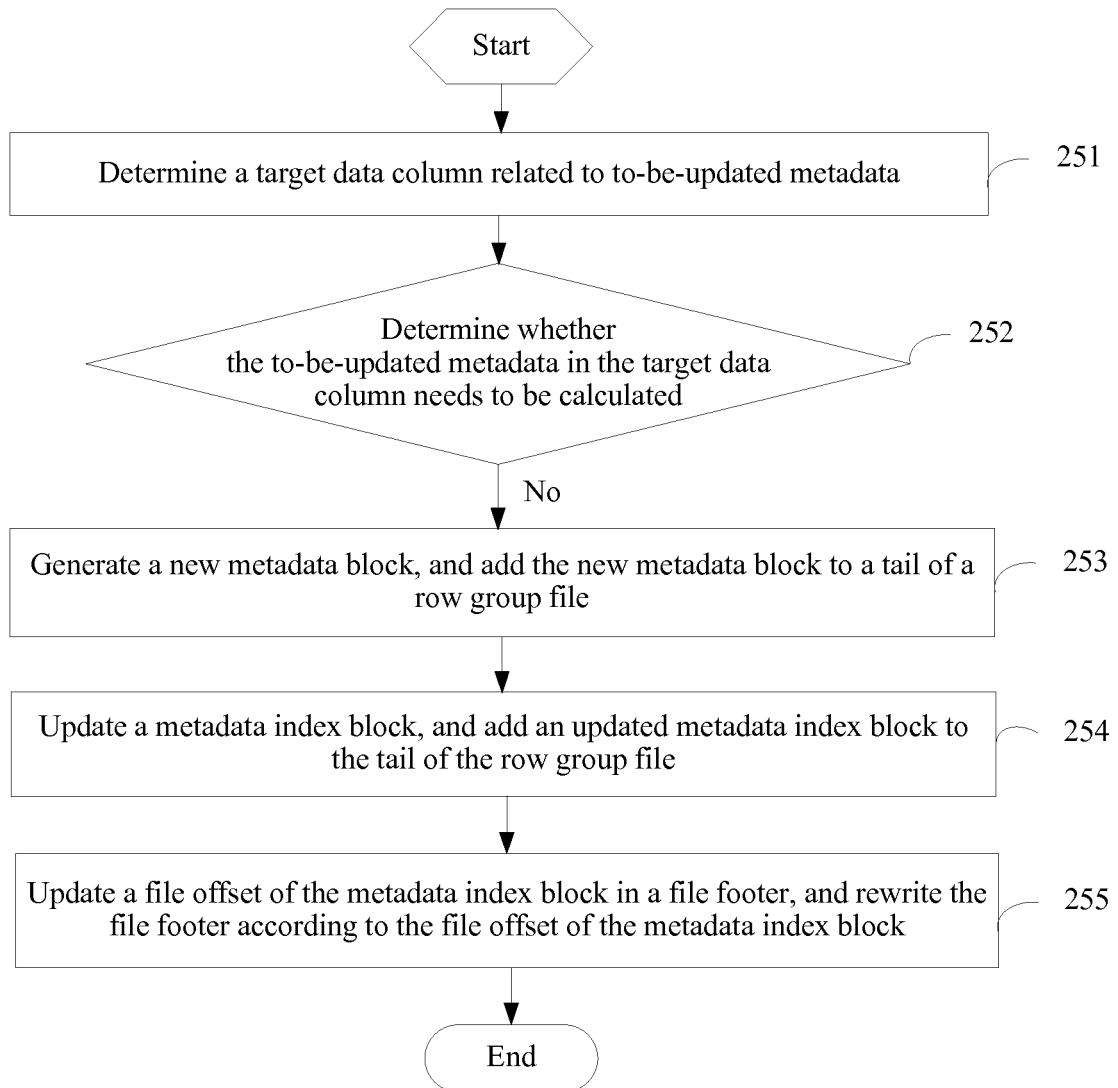 Start
Determine a target data column related to to-be-updated metadata
251
Determine whether
the to-be-updated metadata in the target data
column needs to be calculated
252
No
Generate a new metadata block, and add the new metadata block to a tail of a
row group file
253
Update a metadata index block, and add an updated metadata index block to
the tail of the row group file
254
Update a file offset of the metadata index block in a file footer, and rewrite the
file footer according to the file offset of the metadata index block
255
End